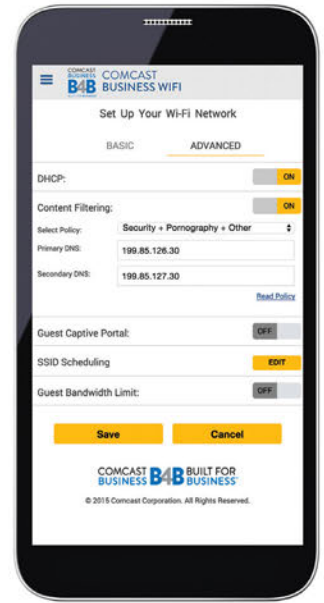 COMCAST
BUSINESS
B4B
COMCAST
BUSINESS WIFI
Set Up Your Wi-Fi Network
BASIC ADVANCED
DHCP: ON
Content Filtering: ON
Select Policy: Security + Pornography + Other
Primary DNS: 199.85.126.30
Secondary DNS: 199.85.127.30
Read Policy
Guest Captive Portal: OFF
SSID Scheduling EDIT
Guest Bandwidth Limit: OFF
Save Cancel
COMCAST BUSINESS B4B BUILT FOR BUSINESS
© 2015 Comcast Corporation. All Rights Reserved.